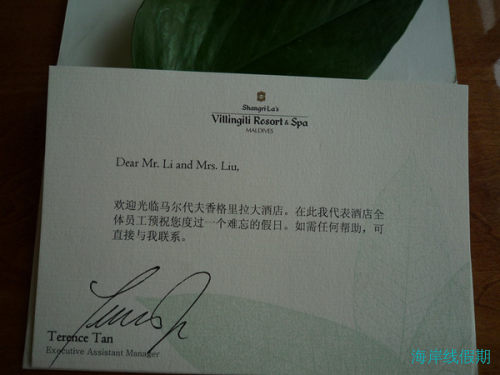 Shangri-La's
Villingili Resort & Spa
MALDIVES
Dear Mr. Li and Mrs. Liu,
欢迎光临马尔代夫香格里拉大酒店。在此我代表酒店全
体员工预祝您度过一个难忘的假日。如需任何帮助，可
直接与我联系。
Terence Tan
Executive Assistant Manager
海岸线假期